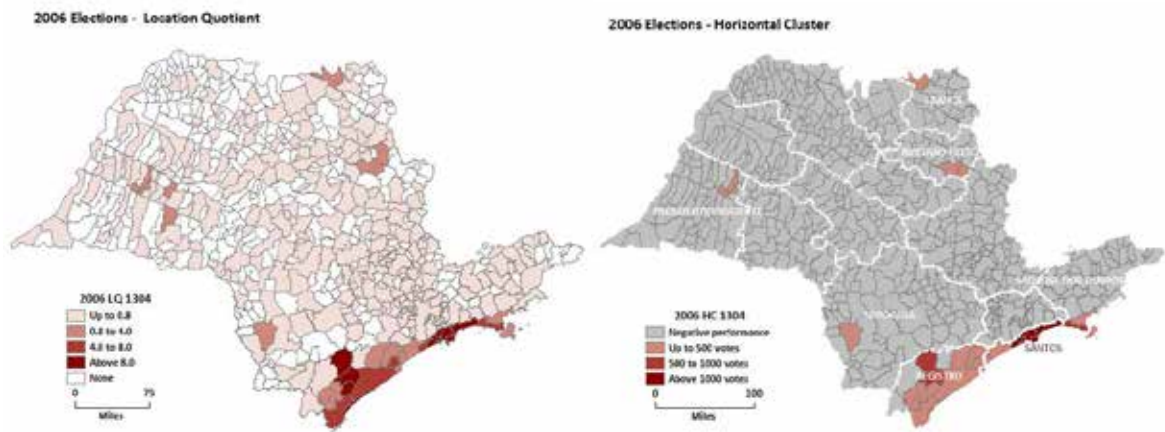 2006 Elections - Location Quotient
2006 LQ 1304
Up to 0.8
0.8 to 4.0
4.0 to 8.0
Above 8.0
None
0 75
Miles
2006 Elections - Horizontal Cluster
2006 HC 1304
Negative performance
Up to 500 votes
500 to 1000 votes
Above 1000 votes
0 100
Miles
SANTOS
REGISTRO